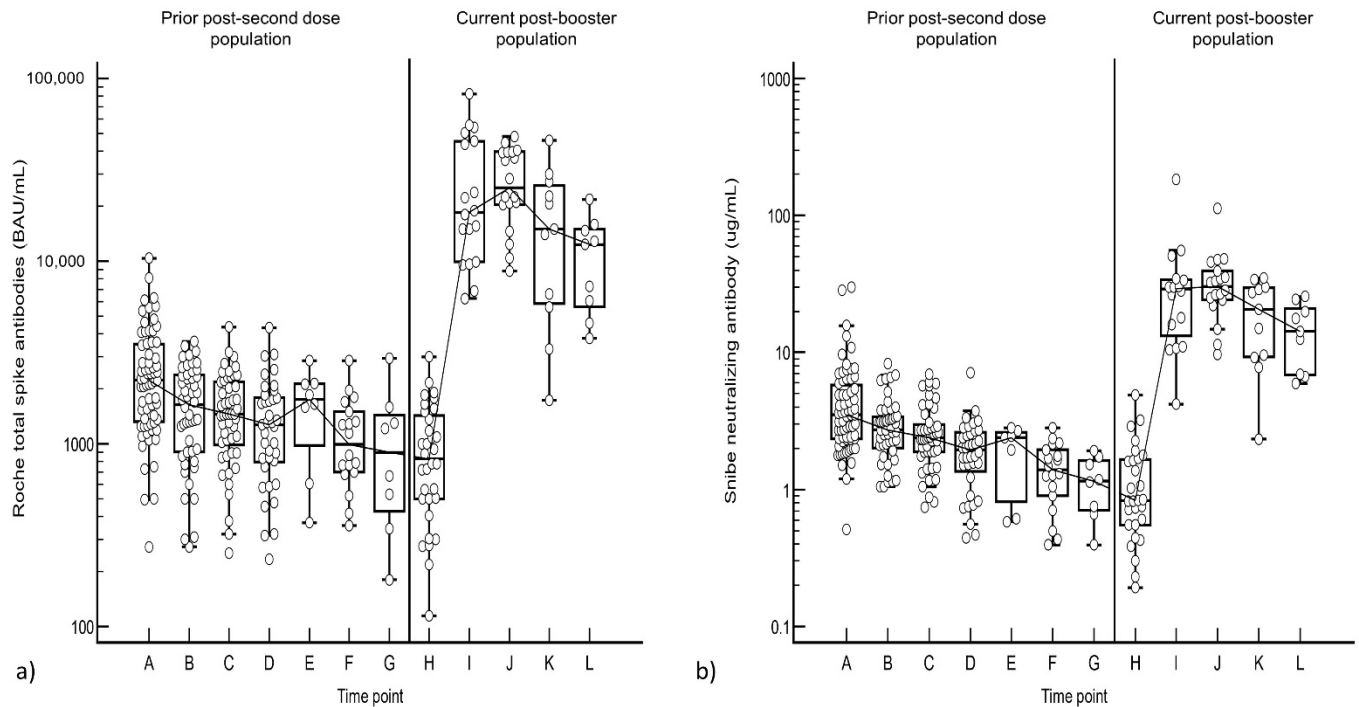 a)
Prior post-second dose
population
Current post-booster
population
Roche total spike antibodies (BAU/mL)
100,000
10,000
1000
100
A B C D E F G H I J K L
Time point
b)
Prior post-second dose
population
Current post-booster
population
Snibe neutralizing antibody (ug/mL)
1000
100
10
1
0.1
A B C D E F G H I J K L
Time point